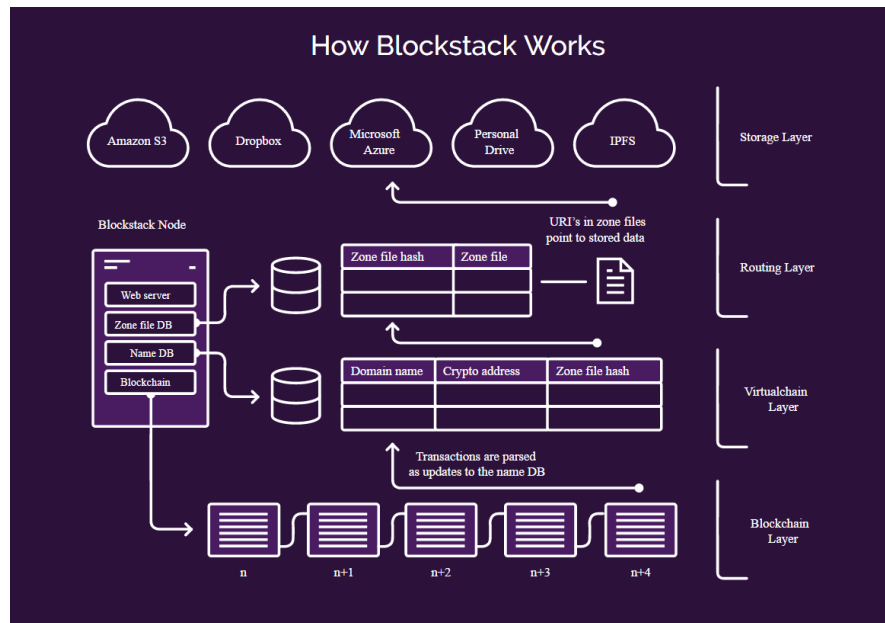 How Blockstack Works
Amazon S3
Dropbox
Microsoft
Azure
Personal
Drive
IPFS
Storage Layer
URI's in zone files
point to stored data
Blockstack Node
Web server
Zone file DB
Name DB
Blockchain
Zone file hash
Zone file
Routing Layer
Domain name
Crypto address
Zone file hash
Virtualchain
Layer
Transactions are parsed
as updates to the name DB
Blockchain
Layer
n
n+1
n+2
n+3
n+4